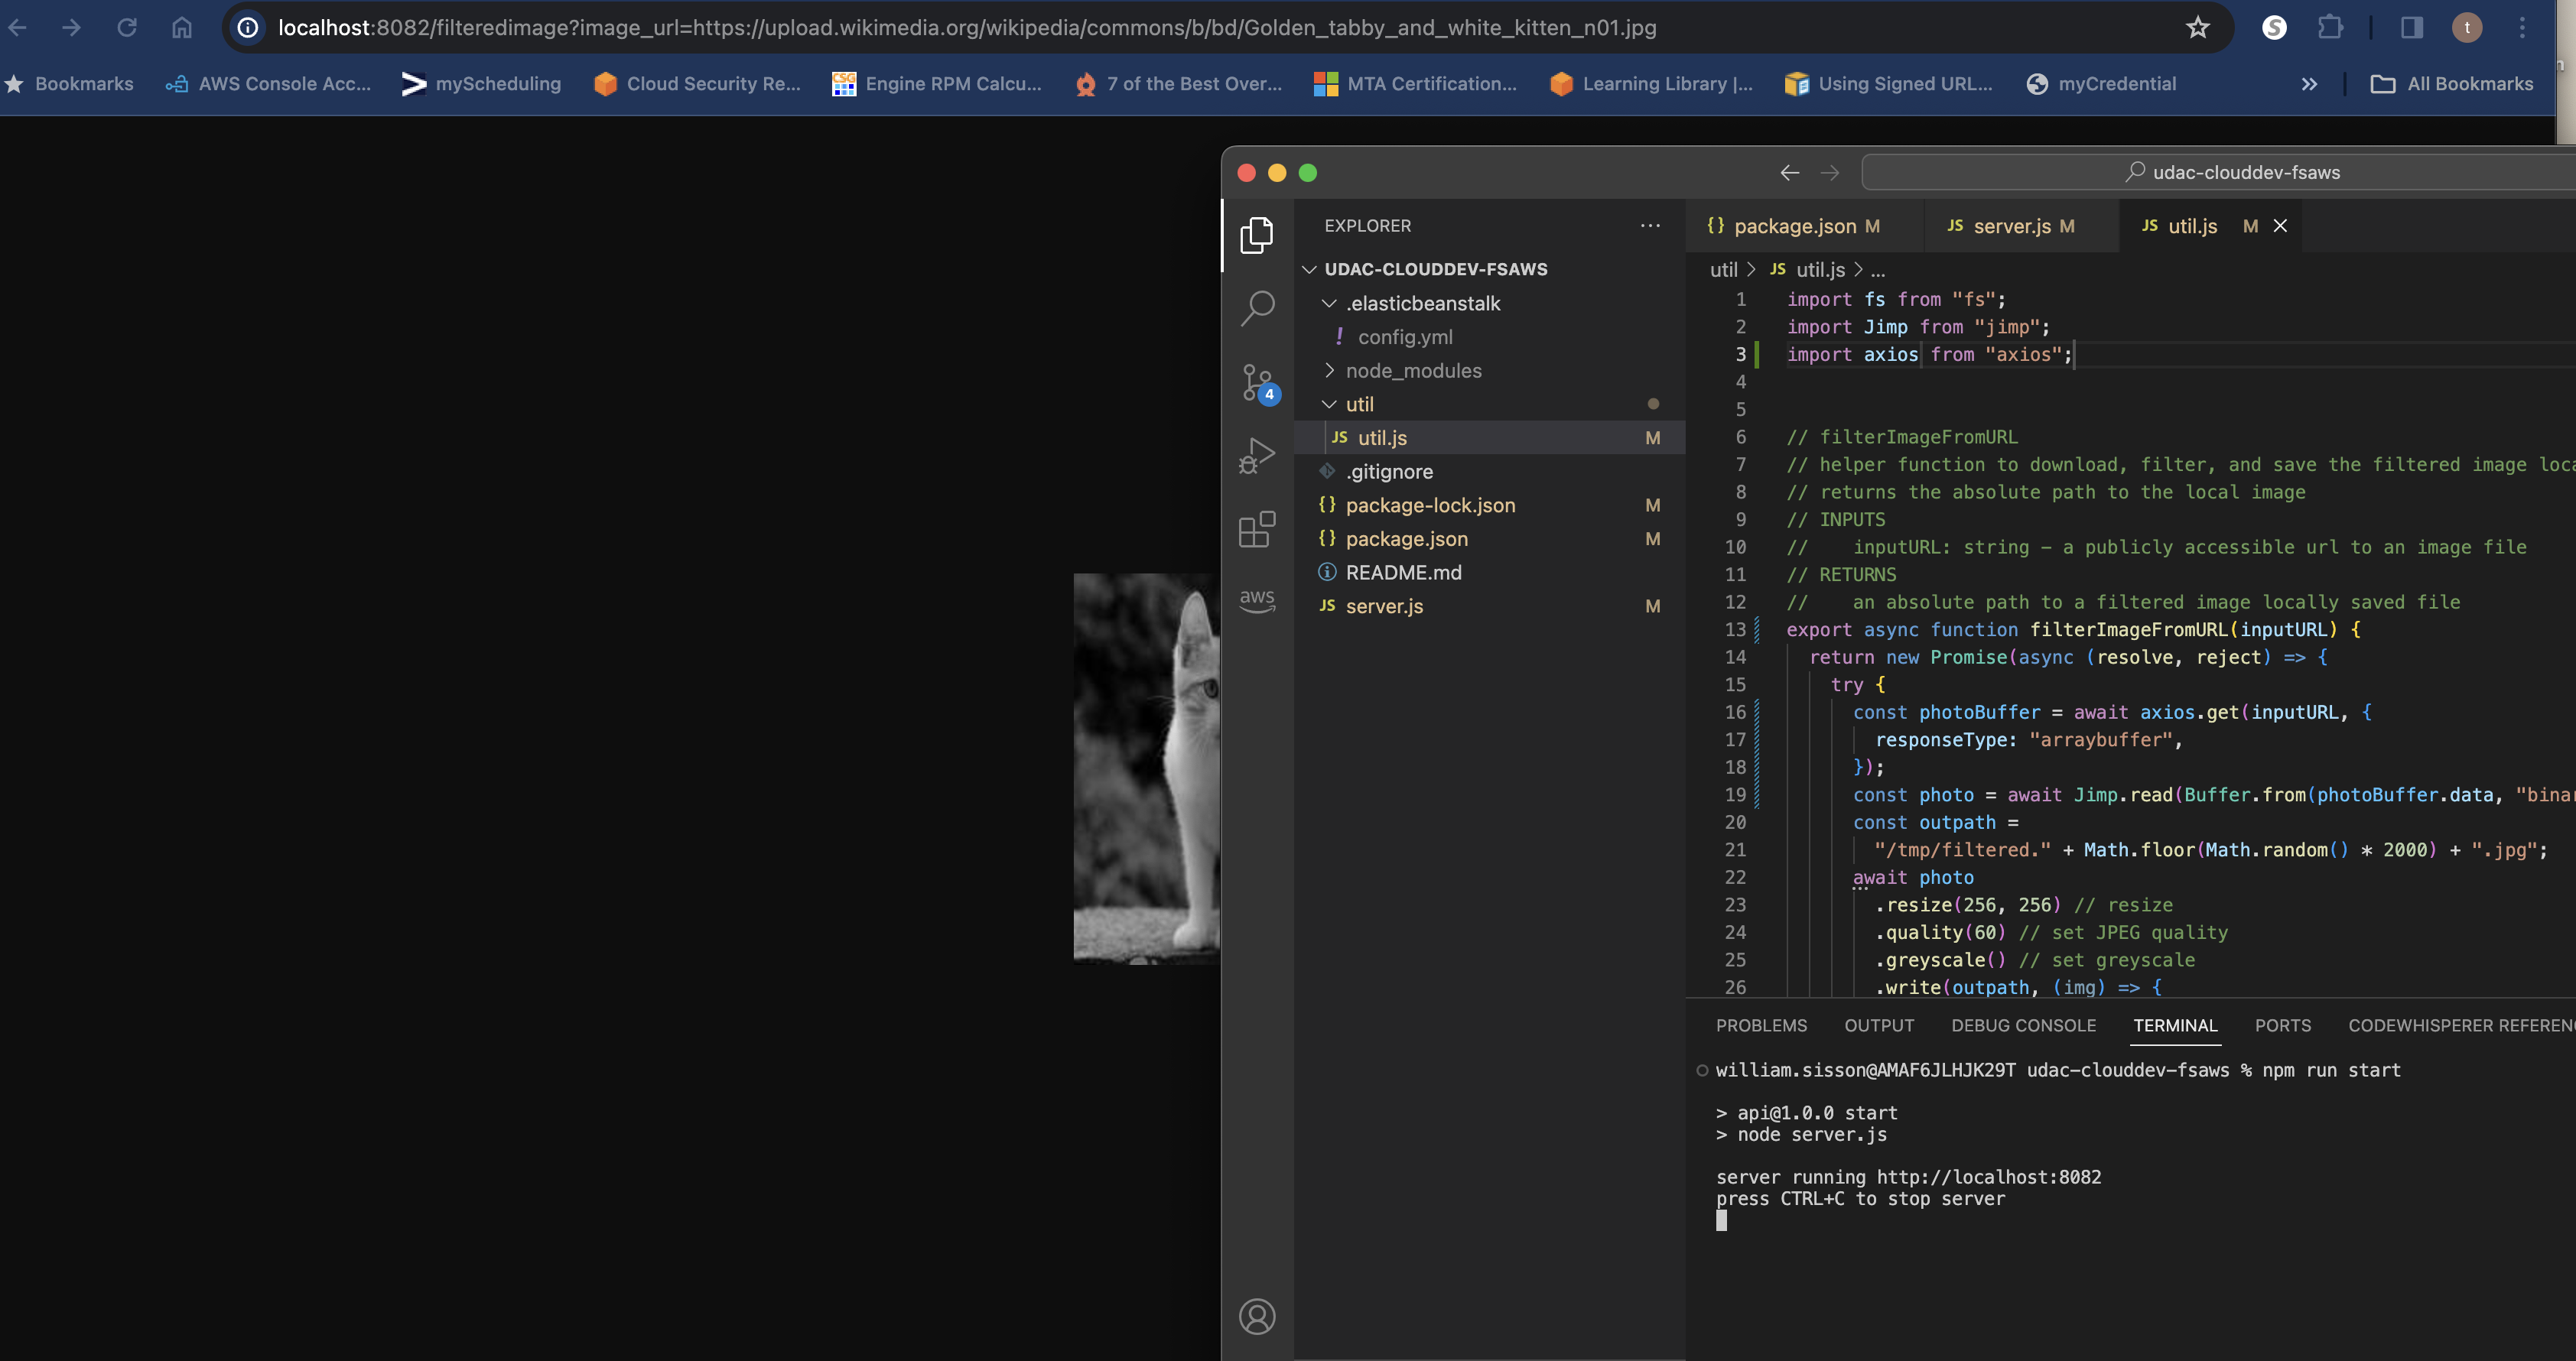 localhost:8082/filteredimage?image_url=https://upload.wikimedia.org/wikipedia/commons/b/bd/Golden_tabby_and_white_kitten_n01.jpg
S
t
Bookmarks
AWS Console Acc...
myScheduling
Cloud Security Re...
CSG
Engine RPM Calcu...
7 of the Best Over...
MTA Certification...
Learning Library |...
Using Signed URL...
myCredential
»
All Bookmarks
udac-clouddev-fsaws
EXPLORER
...
{} package.json M
JS server.js M
JS util.js M
UDAC-CLOUDDEV-FSAWS
.elasticbeanstalk
! config.yml
node_modules
util
JS util.js M
.gitignore
{} package-lock.json M
{} package.json M
README.md
JS server.js M
4
aws
util > JS util.js > ...
1 import fs from "fs";
2 import Jimp from "jimp";
3 import axios from "axios";
4
5
6 // filterImageFromURL
7 // helper function to download, filter, and save the filtered image loc
8 // returns the absolute path to the local image
9 // INPUTS
10 //    inputURL: string - a publicly accessible url to an image file
11 // RETURNS
12 //    an absolute path to a filtered image locally saved file
13 export async function filterImageFromURL(inputURL) {
14   return new Promise(async (resolve, reject) => {
15     try {
16       const photoBuffer = await axios.get(inputURL, {
17         responseType: "arraybuffer",
18       });
19       const photo = await Jimp.read(Buffer.from(photoBuffer.data, "bina
20       const outpath =
21         "/tmp/filtered." + Math.floor(Math.random() * 2000) + ".jpg";
22       await photo
23         .resize(256, 256) // resize
24         .quality(60) // set JPEG quality
25         .greyscale() // set greyscale
26         .write(outpath, (img) => {
PROBLEMS
OUTPUT
DEBUG CONSOLE
TERMINAL
PORTS
CODEWHISPERER REFEREN
william.sisson@AMAF6JLHJK29T udac-clouddev-fsaws % npm run start
> api@1.0.0 start
> node server.js
server running http://localhost:8082
press CTRL+C to stop server